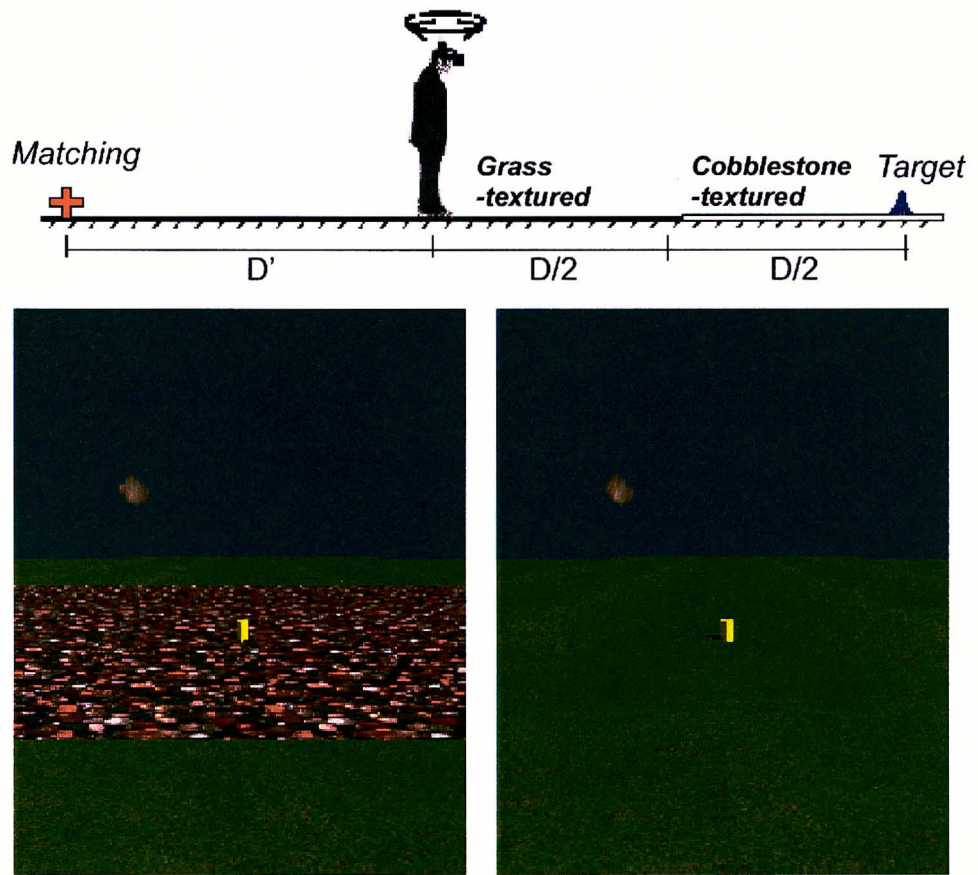 Matching
Grass
-textured
Cobblestone
-textured
Target
D'
D/2
D/2